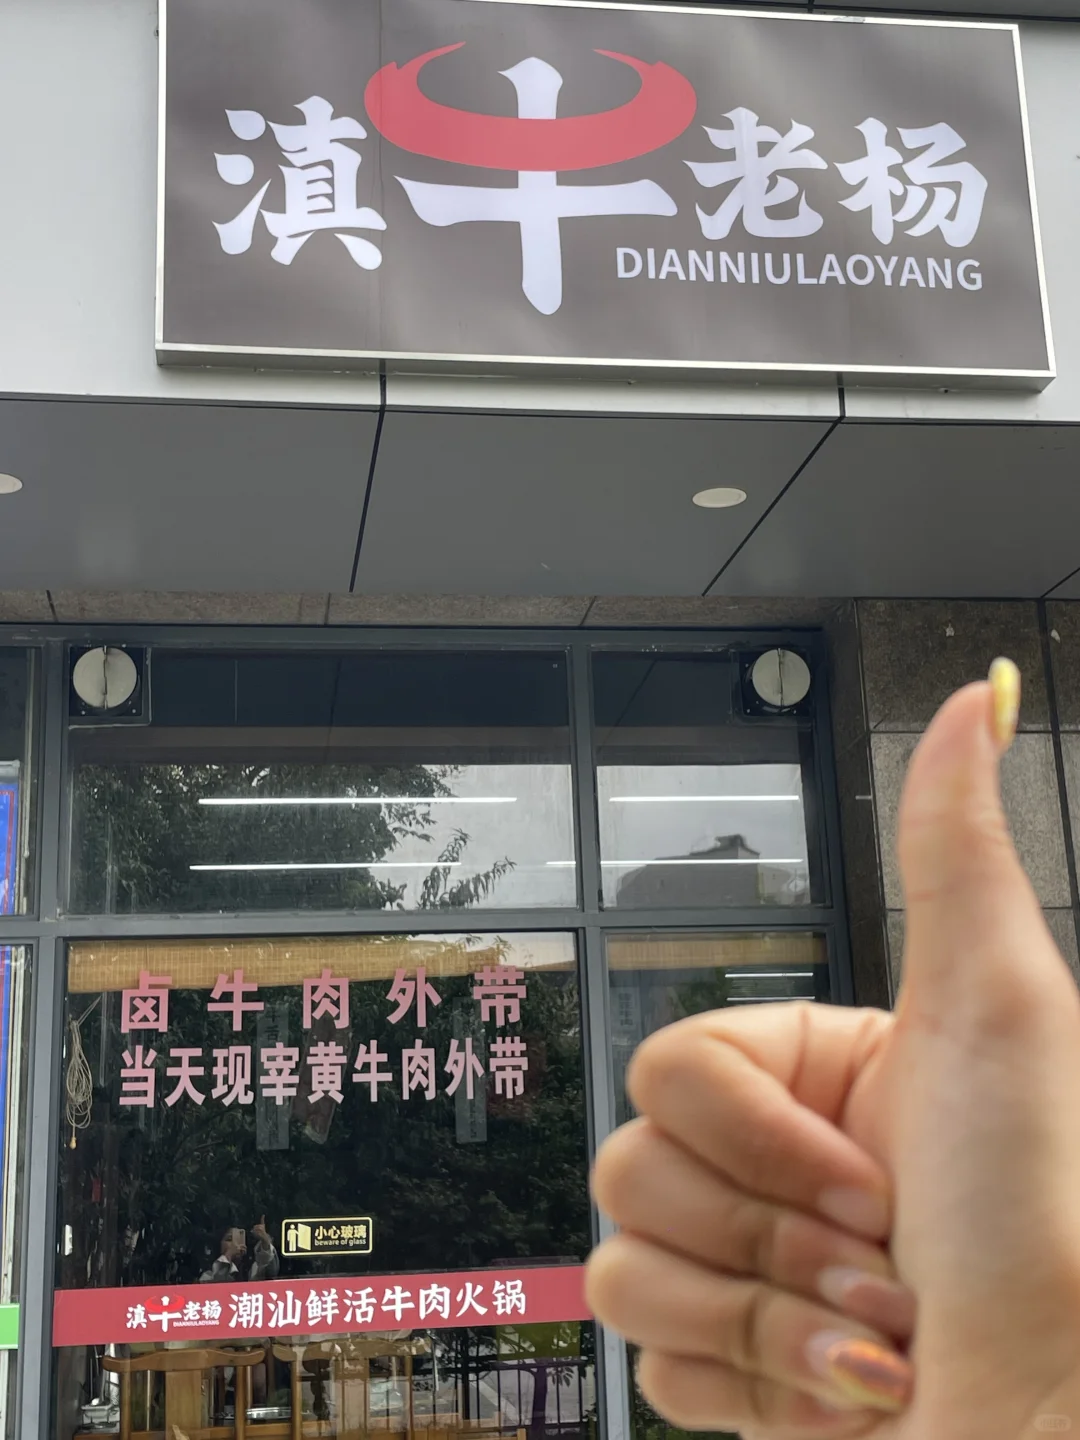 滇牛老杨
DIANNIULAOYANG
卤牛肉外带
当天现宰黄牛肉外带
小心玻璃
beware of glass
滇牛老杨 潮汕鲜活牛肉火锅
DIANNIULAOYANG